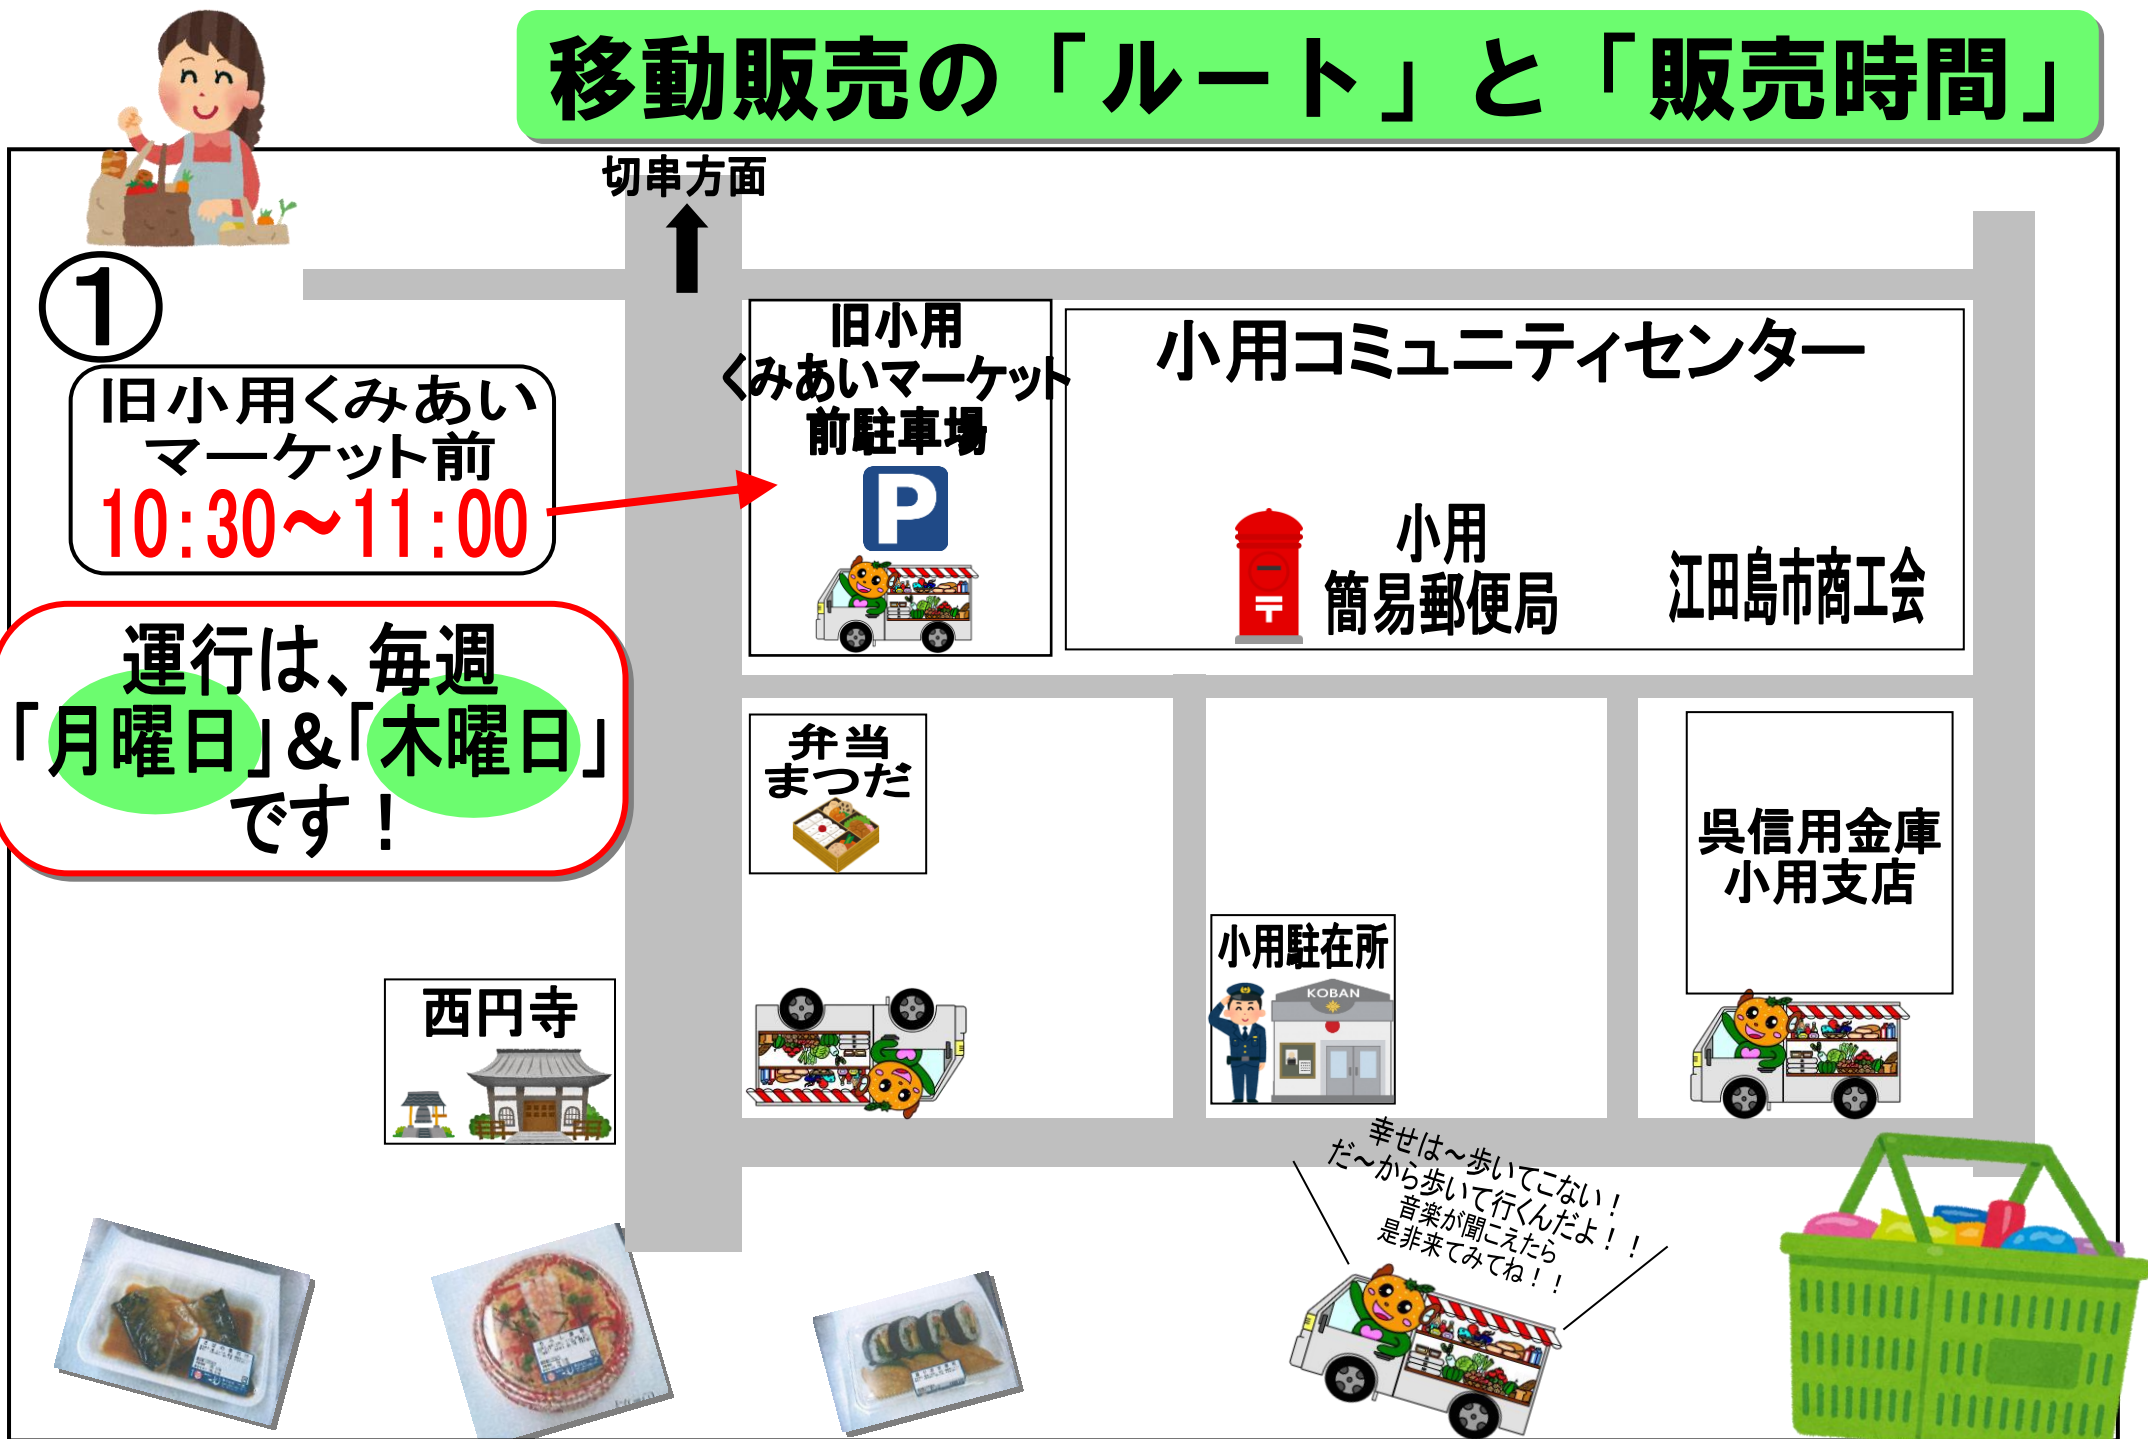 移動販売の「ルート」と「販売時間」
切串方面
①
旧小用くみあい
マーケット前
10:30～11:00
運行は、毎週
「月曜日」&「木曜日」
です！
旧小用
くみあいマーケット
前駐車場
P
小用コミュニティセンター
小用
簡易郵便局
江田島市商工会
弁当
まつだ
呉信用金庫
小用支店
小用駐在所
KOBAN
西円寺
幸せは～歩いてこない！
だ～から歩いて行くんだよ！！
音楽が聞こえたら
是非来てみてね！！